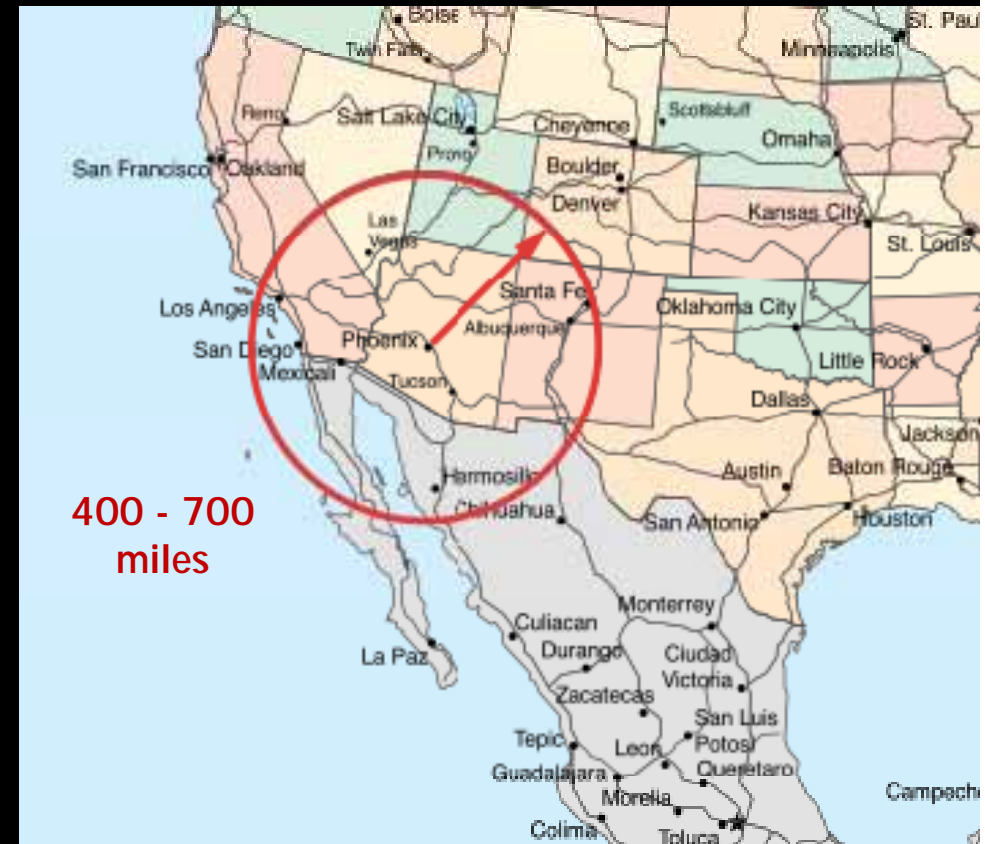 Boise
St. Pau
Twin Falls
Minneapolis
Reno
Salt Lake City
Cheyenne
Scottsbluff
Omaha
San Francisco
Oakland
Provo
Boulder
Denver
Kansas City
Las
Vegas
St. Louis
Los Angeles
Santa Fe
Oklahoma City
Albuquerque
San Diego
Phoenix
Little Rock
Mexicali
Tucson
Dallas
Jackson
Hermosillo
Austin
Baton Rouge
400 - 700
miles
Chihuahua
San Antonio
Houston
Monterrey
Culiacan
La Paz
Durango
Ciudad
Victoria
Zacatecas
San Luis
Potosi
Tepic
Leon
Guadalajara
Queretaro
Morelia
Campech
Colima
Toluca